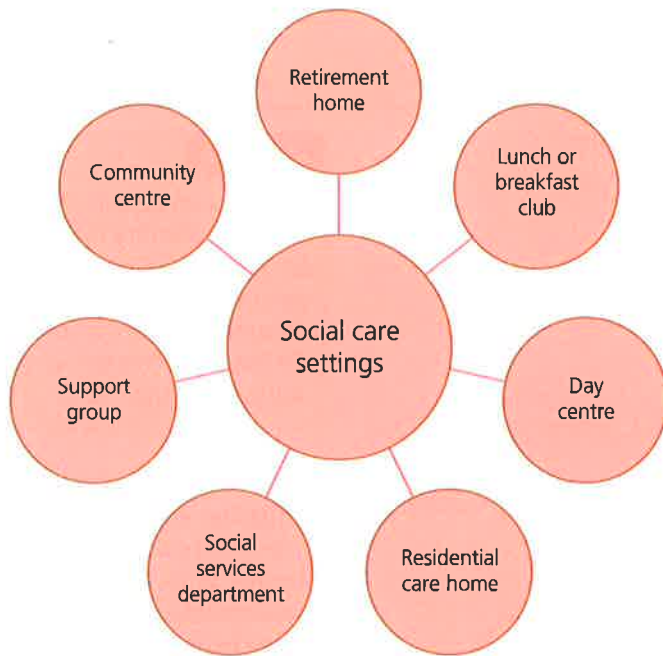 Retirement
home
Lunch or
breakfast
club
Day
centre
Residential
care home
Social
services
department
Support
group
Community
centre
Social care
settings